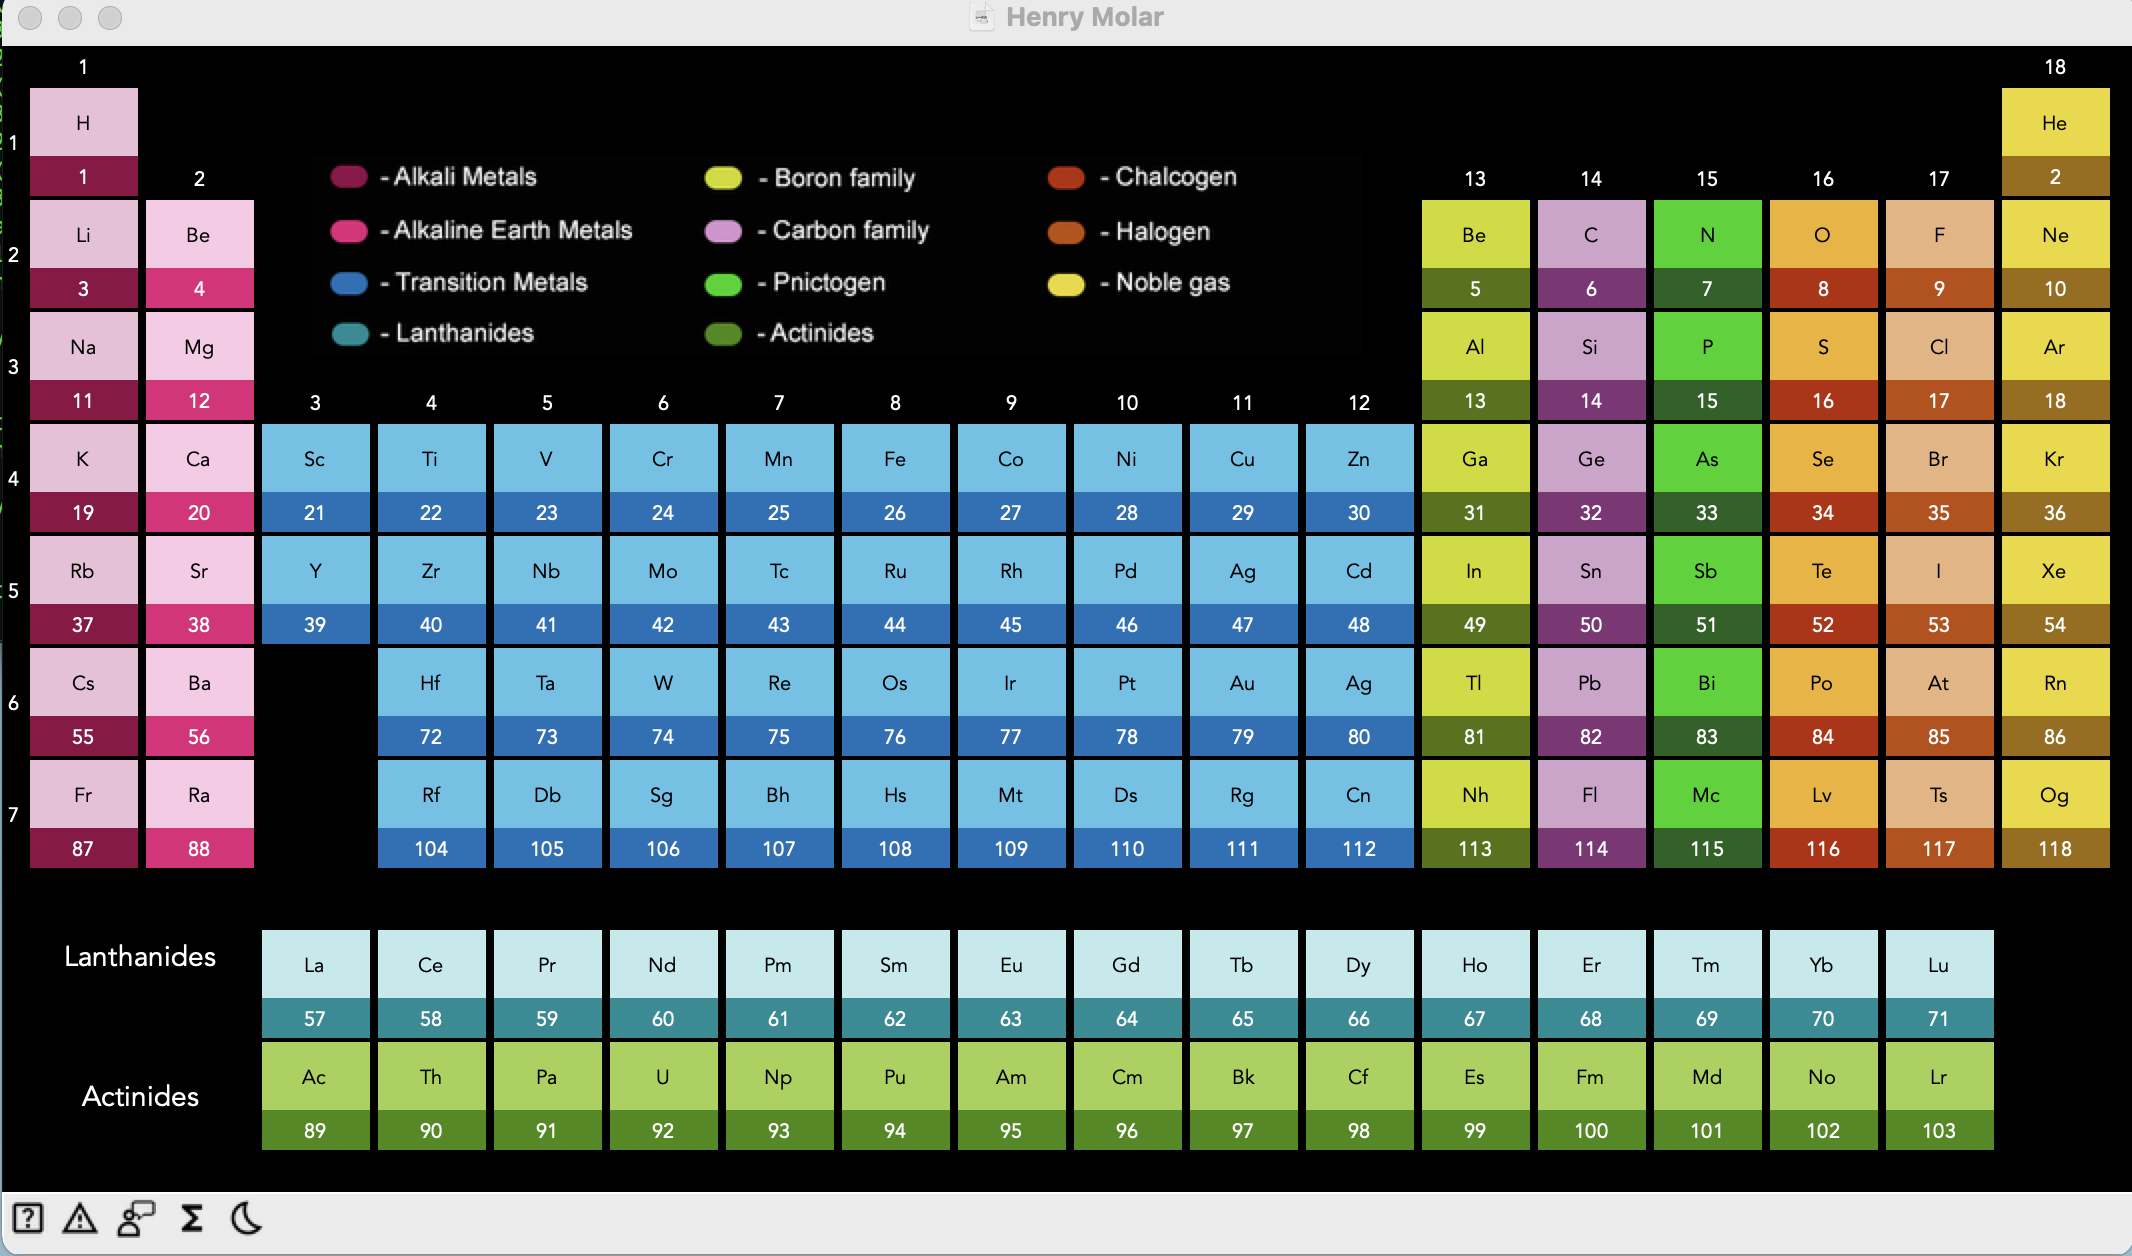 Henry Molar
1 18
H He
1 1 2
2 13 14 15 16 17
- Alkali Metals - Boron family - Chalcogen
- Alkaline Earth Metals - Carbon family - Halogen
- Transition Metals - Pnictogen - Noble gas
- Lanthanides - Actinides
Li Be Be C N O F Ne
2 3 4 5 6 7 8 9 10
Na Mg Al Si P S Cl Ar
3 11 12 13 14 15 16 17 18
3 4 5 6 7 8 9 10 11 12
K Ca Sc Ti V Cr Mn Fe Co Ni Cu Zn Ga Ge As Se Br Kr
4 19 20 21 22 23 24 25 26 27 28 29 30 31 32 33 34 35 36
Rb Sr Y Zr Nb Mo Tc Ru Rh Pd Ag Cd In Sn Sb Te I Xe
5 37 38 39 40 41 42 43 44 45 46 47 48 49 50 51 52 53 54
Cs Ba Hf Ta W Re Os Ir Pt Au Ag Tl Pb Bi Po At Rn
6 55 56 72 73 74 75 76 77 78 79 80 81 82 83 84 85 86
Fr Ra Rf Db Sg Bh Hs Mt Ds Rg Cn Nh Fl Mc Lv Ts Og
7 87 88 104 105 106 107 108 109 110 111 112 113 114 115 116 117 118
Lanthanides La Ce Pr Nd Pm Sm Eu Gd Tb Dy Ho Er Tm Yb Lu
57 58 59 60 61 62 63 64 65 66 67 68 69 70 71
Actinides Ac Th Pa U Np Pu Am Cm Bk Cf Es Fm Md No Lr
89 90 91 92 93 94 95 96 97 98 99 100 101 102 103